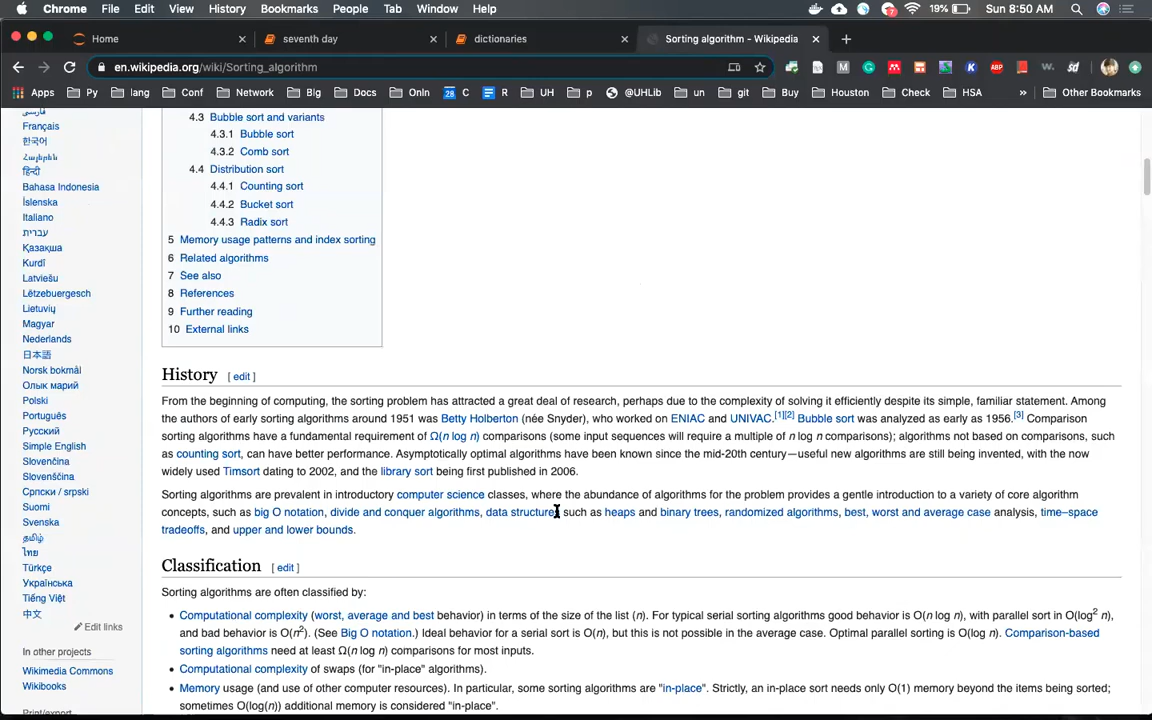 Chrome File Edit View History Bookmarks People Tab Window Help 7 19% Sun 8:50 AM
Home seventh day dictionaries Sorting algorithm - Wikipedia
en.wikipedia.org/wiki/Sorting_algorithm
Apps Py lang Conf Network BIg Docs OnIn 28 C R UH p @UHLib un git Buy Houston Check HSA » Other Bookmarks
فارسی
Français
한국어
Հայերեն
हिन्दी
Bahasa Indonesia
Íslenska
Italiano
עברית
Қазақша
Kurdî
Latviešu
Lëtzebuergesch
Lietuvių
Magyar
Nederlands
日本語
Norsk bokmål
Олык марий
Polski
Português
Русский
Simple English
Slovenčina
Slovenščina
Српски / srpski
Suomi
Svenska
தமிழ்
ไทย
Türkçe
Українська
Tiếng Việt
中文
Edit links
In other projects
Wikimedia Commons
Wikibooks
Print/export
4.3 Bubble sort and variants
4.3.1 Bubble sort
4.3.2 Comb sort
4.4 Distribution sort
4.4.1 Counting sort
4.4.2 Bucket sort
4.4.3 Radix sort
5 Memory usage patterns and index sorting
6 Related algorithms
7 See also
8 References
9 Further reading
10 External links
History [ edit ]
From the beginning of computing, the sorting problem has attracted a great deal of research, perhaps due to the complexity of solving it efficiently despite its simple, familiar statement. Among
the authors of early sorting algorithms around 1951 was Betty Holberton (née Snyder), who worked on ENIAC and UNIVAC.[1][2] Bubble sort was analyzed as early as 1956.[3] Comparison
sorting algorithms have a fundamental requirement of Ω(n log n) comparisons (some input sequences will require a multiple of n log n comparisons); algorithms not based on comparisons, such
as counting sort, can have better performance. Asymptotically optimal algorithms have been known since the mid-20th century—useful new algorithms are still being invented, with the now
widely used Timsort dating to 2002, and the library sort being first published in 2006.
Sorting algorithms are prevalent in introductory computer science classes, where the abundance of algorithms for the problem provides a gentle introduction to a variety of core algorithm
concepts, such as big O notation, divide and conquer algorithms, data structures such as heaps and binary trees, randomized algorithms, best, worst and average case analysis, time–space
tradeoffs, and upper and lower bounds.
Classification [ edit ]
Sorting algorithms are often classified by:
• Computational complexity (worst, average and best behavior) in terms of the size of the list (n). For typical serial sorting algorithms good behavior is O(n log n), with parallel sort in O(log² n),
and bad behavior is O(n²). (See Big O notation.) Ideal behavior for a serial sort is O(n), but this is not possible in the average case. Optimal parallel sorting is O(log n). Comparison-based
sorting algorithms need at least Ω(n log n) comparisons for most inputs.
• Computational complexity of swaps (for "in-place" algorithms).
• Memory usage (and use of other computer resources). In particular, some sorting algorithms are "in-place". Strictly, an in-place sort needs only O(1) memory beyond the items being sorted;
sometimes O(log(n)) additional memory is considered "in-place".